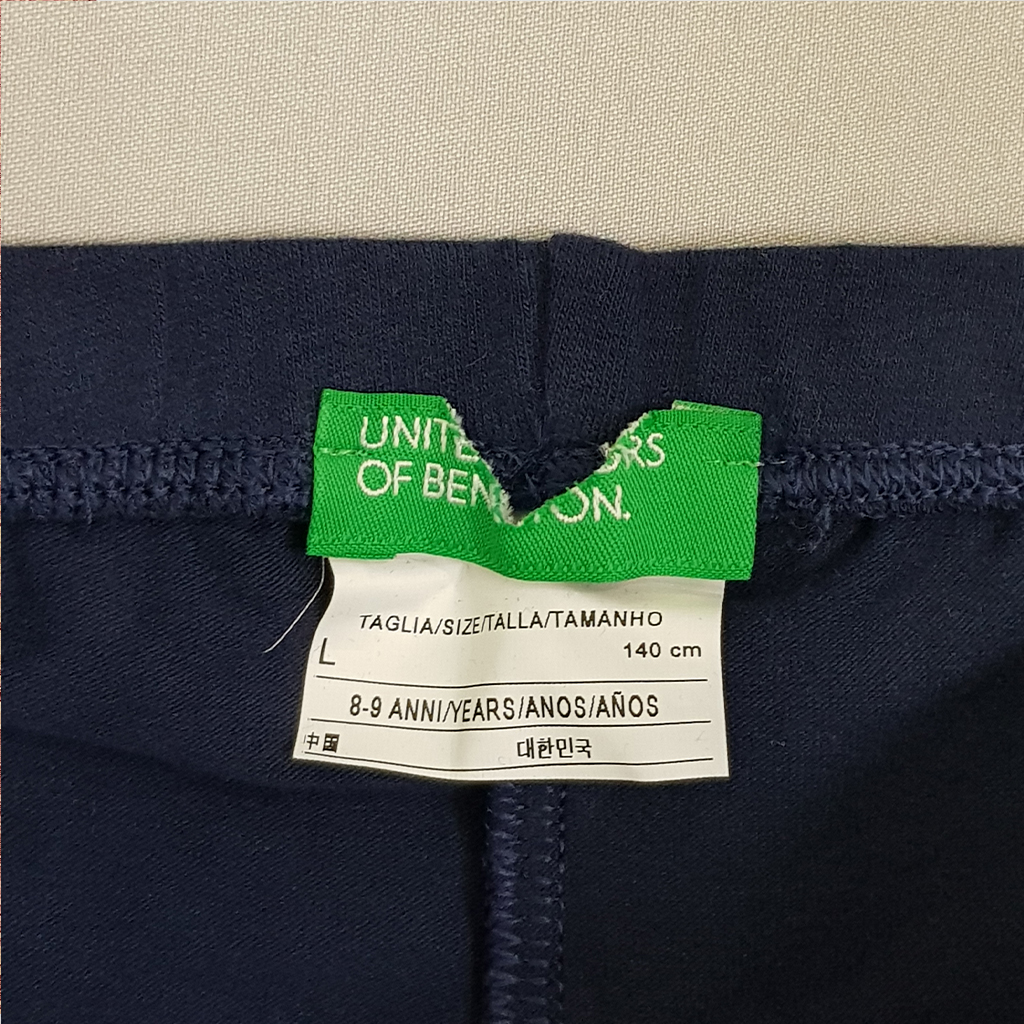 UNITE ORS
OF BEN ON.
TAGLIA/SIZE/TALLA/TAMANHO
L 140 cm
8-9 ANNI/YEARS/ANOS/AÑOS
中国 대한민국